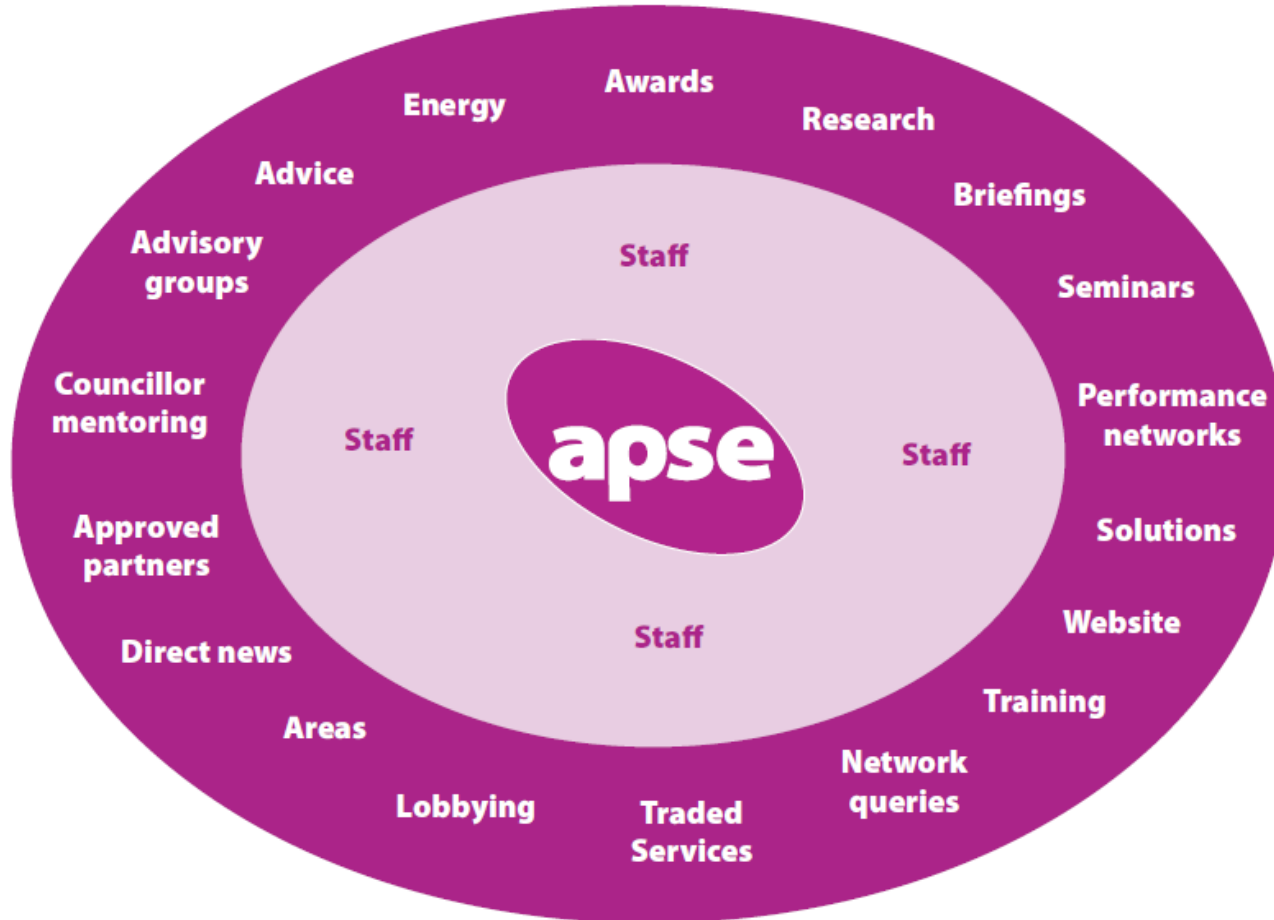 Awards
Energy
Research
Advice
Briefings
Advisory
groups
Staff
Seminars
Councillor
mentoring
Performance
networks
Staff
apse
Staff
Approved
partners
Solutions
Staff
Website
Direct news
Training
Areas
Network
queries
Lobbying
Traded
Services